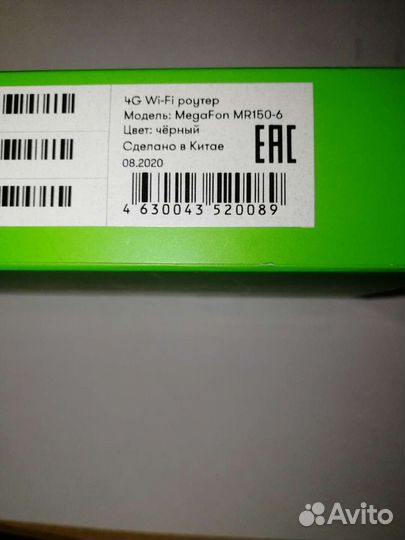 4G Wi-Fi роутер
Модель: MegaFon MR150-6
Цвет: чёрный
Сделано в Китае
08.2020
EAC
4 630043 520089
Avito